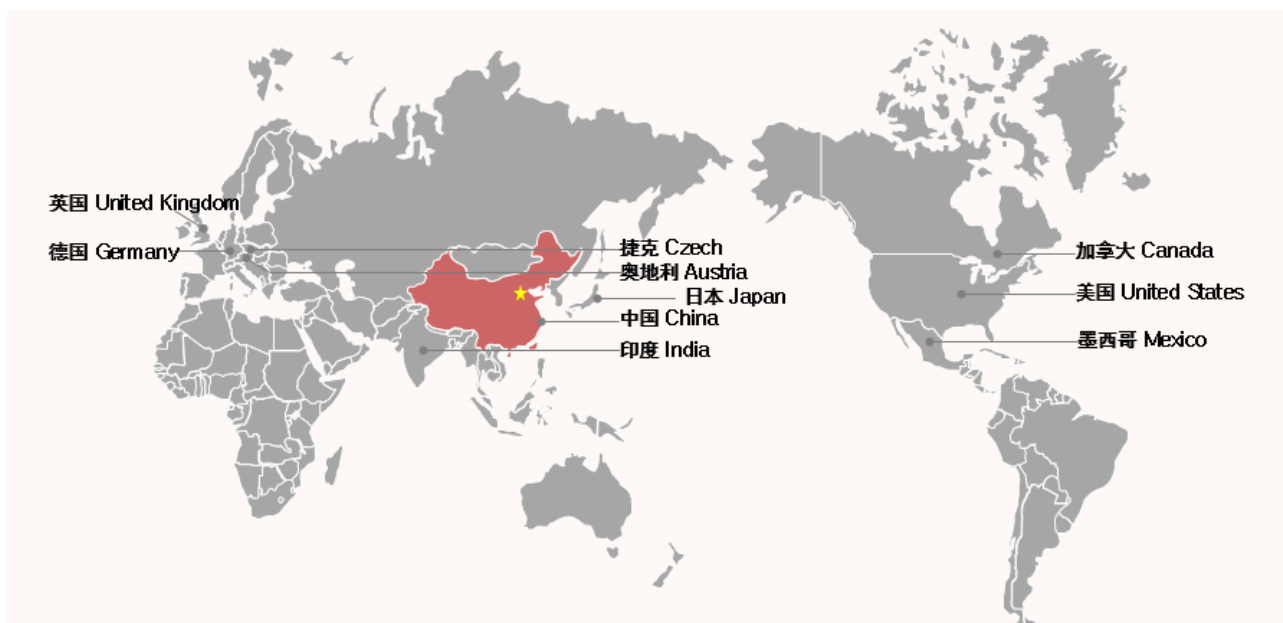 英国 United Kingdom
德国 Germany
捷克 Czech
奥地利 Austria
日本 Japan
中国 China
印度 India
加拿大 Canada
美国 United States
墨西哥 Mexico